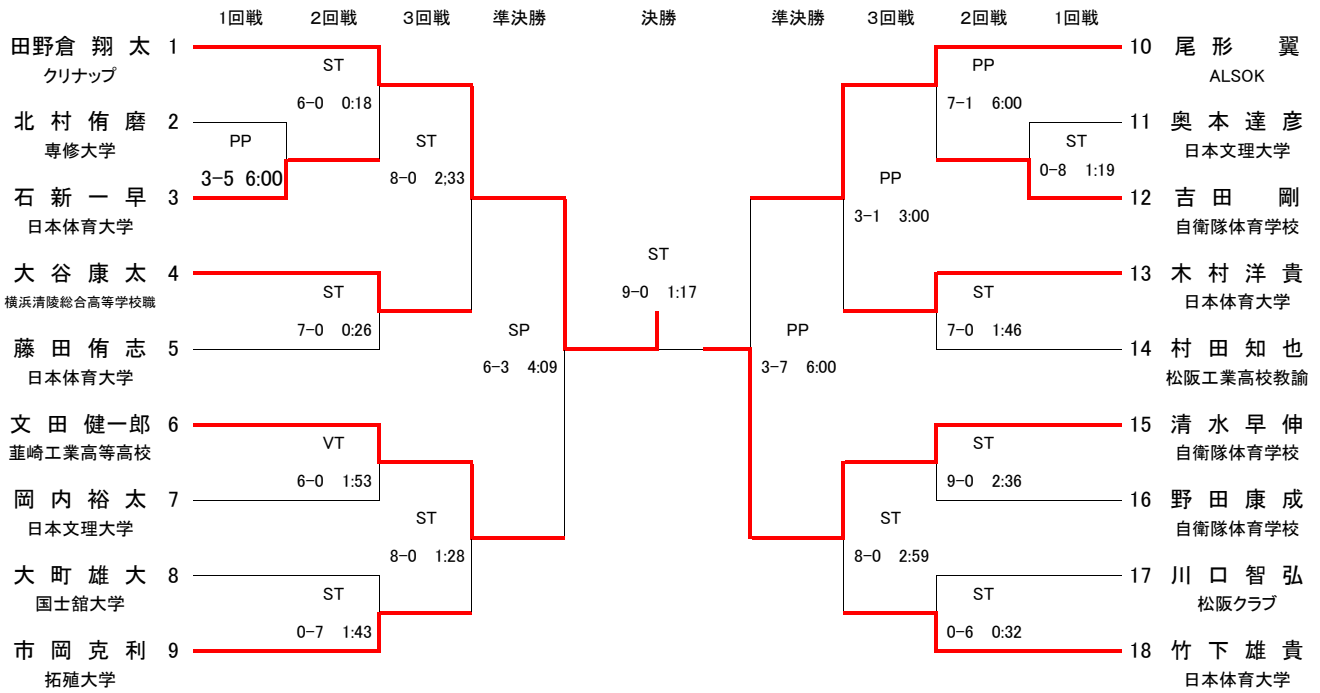 1回戦 2回戦 3回戦 準決勝 決勝 準決勝 3回戦 2回戦 1回戦
田野倉 翔 太 1
クリナップ
北 村 侑 磨 2
専修大学
石 新 一 早 3
日本体育大学
大 谷 康 太 4
横浜清陵総合高等学校職
藤 田 侑 志 5
日本体育大学
文 田 健一郎 6
韮崎工業高等高校
岡 内 裕 太 7
日本文理大学
大 町 雄 大 8
国士舘大学
市 岡 克 利 9
拓殖大学
ST
6-0 0:18
PP
3-5 6:00
ST
8-0 2;33
ST
7-0 0:26
SP
6-3 4:09
VT
6-0 1:53
ST
8-0 1:28
ST
0-7 1:43
ST
9-0 1:17
PP
7-1 6:00
ST
0-8 1:19
PP
3-1 3:00
ST
7-0 1:46
PP
3-7 6:00
ST
9-0 2:36
ST
8-0 2:59
ST
0-6 0:32
10 尾 形 翼
ALSOK
11 奥 本 達 彦
日本文理大学
12 吉 田 剛
自衛隊体育学校
13 木 村 洋 貴
日本体育大学
14 村 田 知 也
松阪工業高校教諭
15 清 水 早 伸
自衛隊体育学校
16 野 田 康 成
自衛隊体育学校
17 川 口 智 弘
松阪クラブ
18 竹 下 雄 貴
日本体育大学